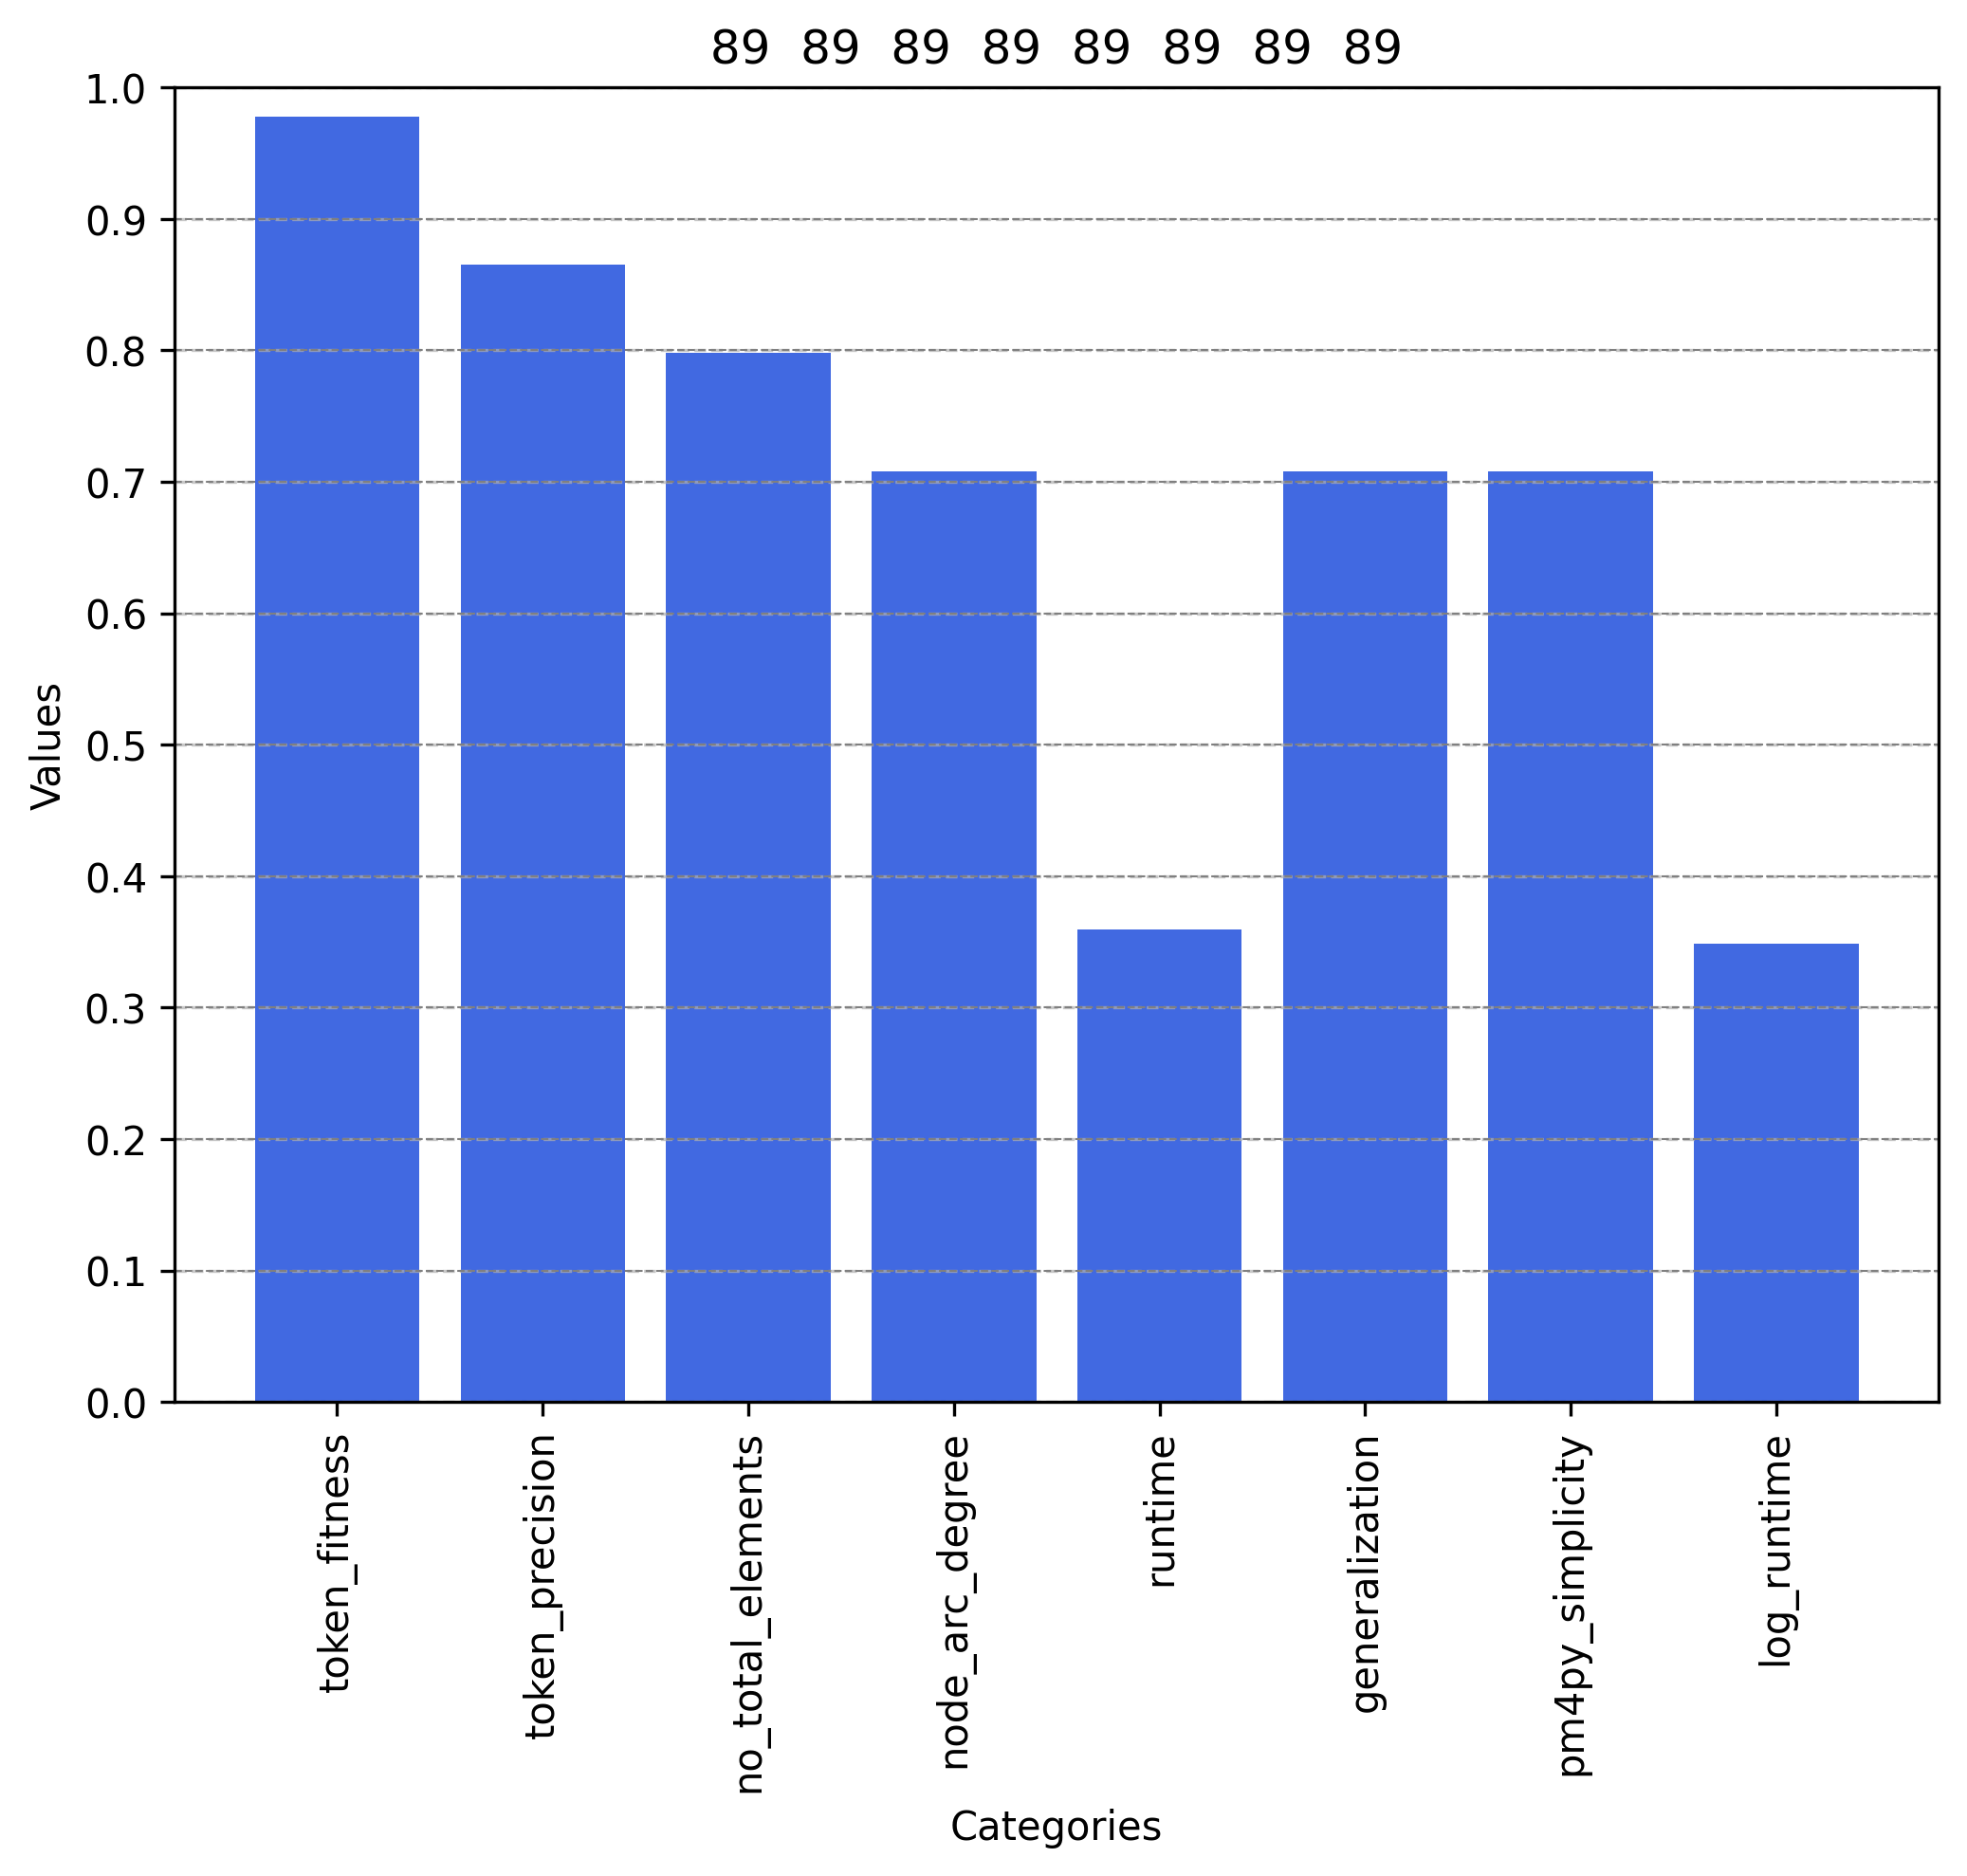 89 89 89 89 89 89 89 89
1.0
0.9
0.8
0.7
0.6
0.5
0.4
0.3
0.2
0.1
0.0
Values
token_fitness
token_precision
no_total_elements
node_arc_degree
runtime
generalization
pm4py_simplicity
log_runtime
Categories